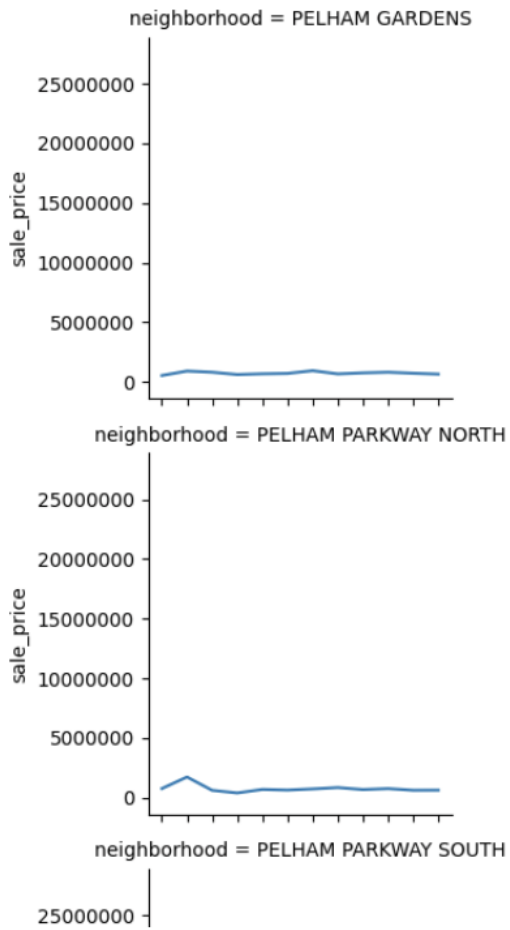 neighborhood = PELHAM GARDENS
25000000
20000000
15000000
10000000
5000000
0
sale_price
neighborhood = PELHAM PARKWAY NORTH
25000000
20000000
15000000
10000000
5000000
0
sale_price
neighborhood = PELHAM PARKWAY SOUTH
25000000